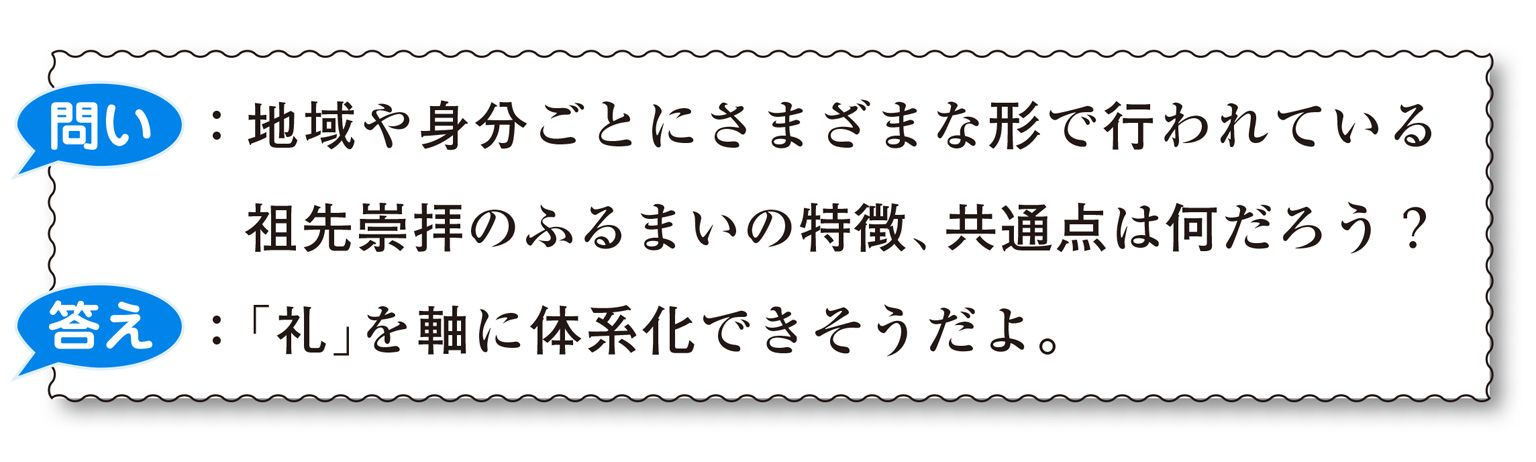 問い：地域や身分ごとにさまざまな形で行われている
祖先崇拝のふるまいの特徴、共通点は何だろう？
答え：「礼」を軸に体系化できそうだよ。